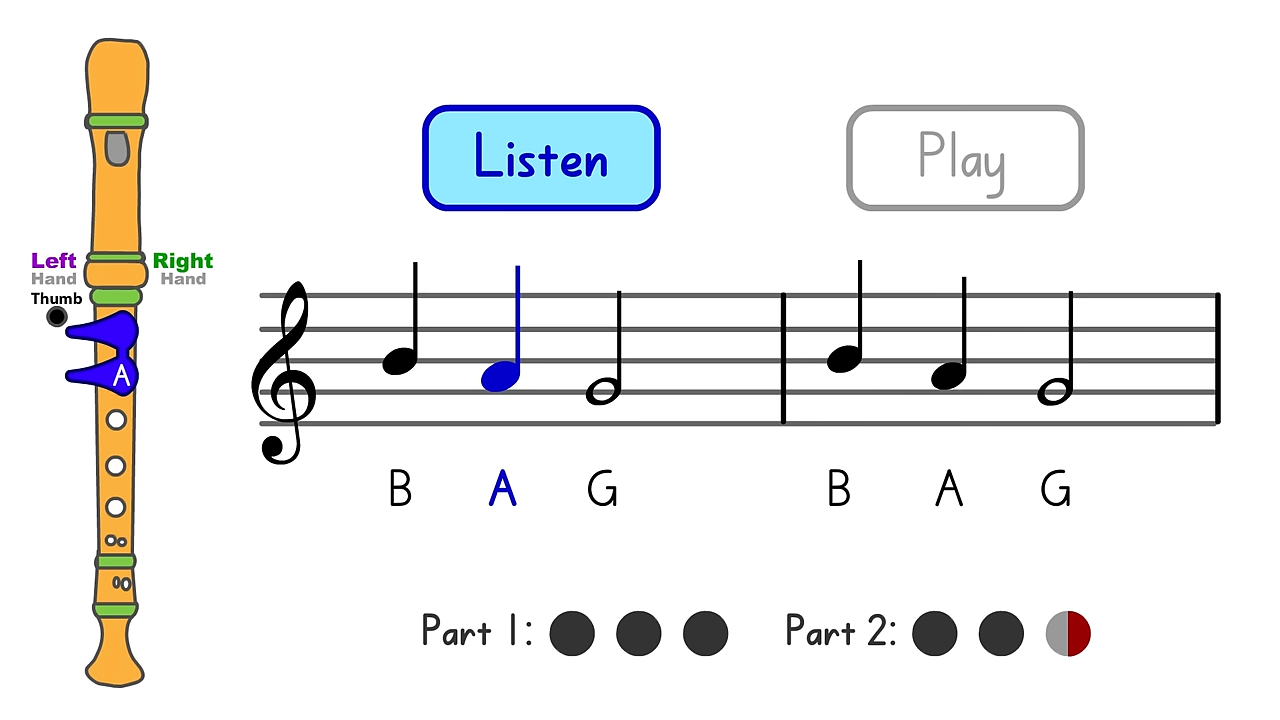 Listen
Play
Left Right
Hand Hand
Thumb
A
B A G B A G
Part 1: Part 2: